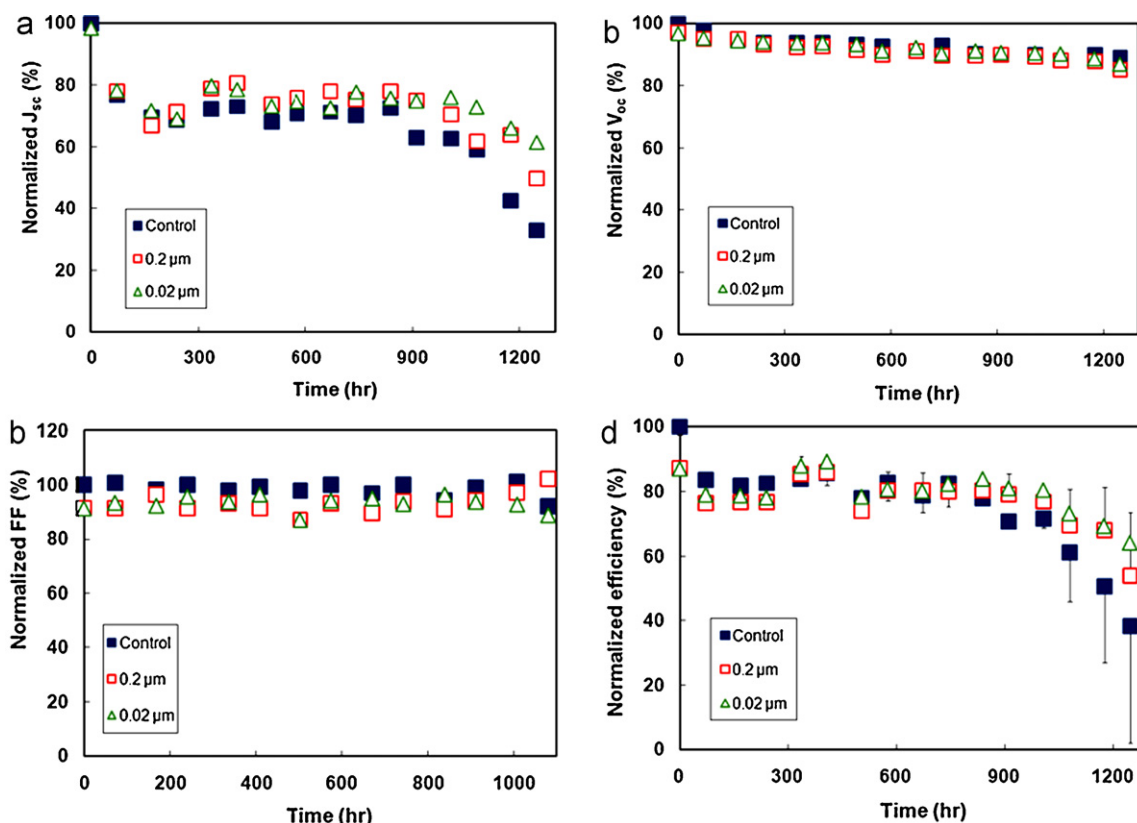 a
Normalized Jsc (%)
100
80
60
40
20
0
Control
0.2 µm
0.02 µm
0 300 600 900 1200
Time (hr)
b
Normalized Voc (%)
100
80
60
40
20
0
Control
0.2 µm
0.02 µm
0 300 600 900 1200
Time (hr)
b
Normalized FF (%)
120
100
80
60
40
20
0
Control
0.2 µm
0.02 µm
0 200 400 600 800 1000
Time (hr)
d
Normalized efficiency (%)
100
80
60
40
20
0
Control
0.2 µm
0.02 µm
0 300 600 900 1200
Time (hr)